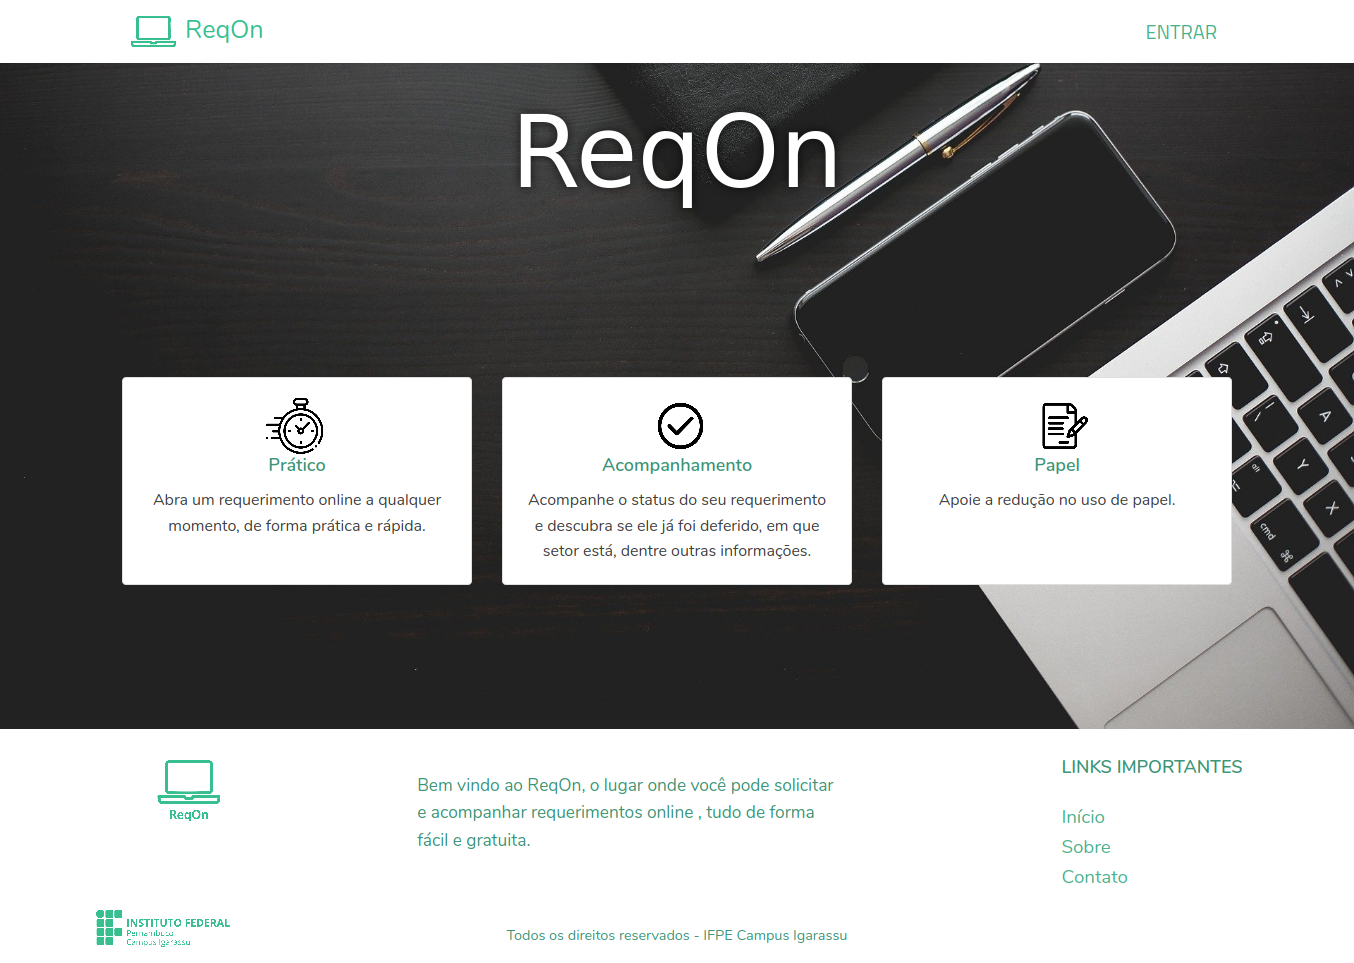 ReqOn
ENTRAR
ReqOn
Prático
Abra um requerimento online a qualquer
momento, de forma prática e rápida.
Acompanhamento
Acompanhe o status do seu requerimento
e descubra se ele já foi deferido, em que
setor está, dentre outras informações.
Papel
Apoie a redução no uso de papel.
A
Y
X
alt
cmd
⌘
ReqOn
Bem vindo ao ReqOn, o lugar onde você pode solicitar
e acompanhar requerimentos online , tudo de forma
fácil e gratuita.
LINKS IMPORTANTES
Início
Sobre
Contato
INSTITUTO FEDERAL
Pernambuco
Campus Igarassu
Todos os direitos reservados - IFPE Campus Igarassu